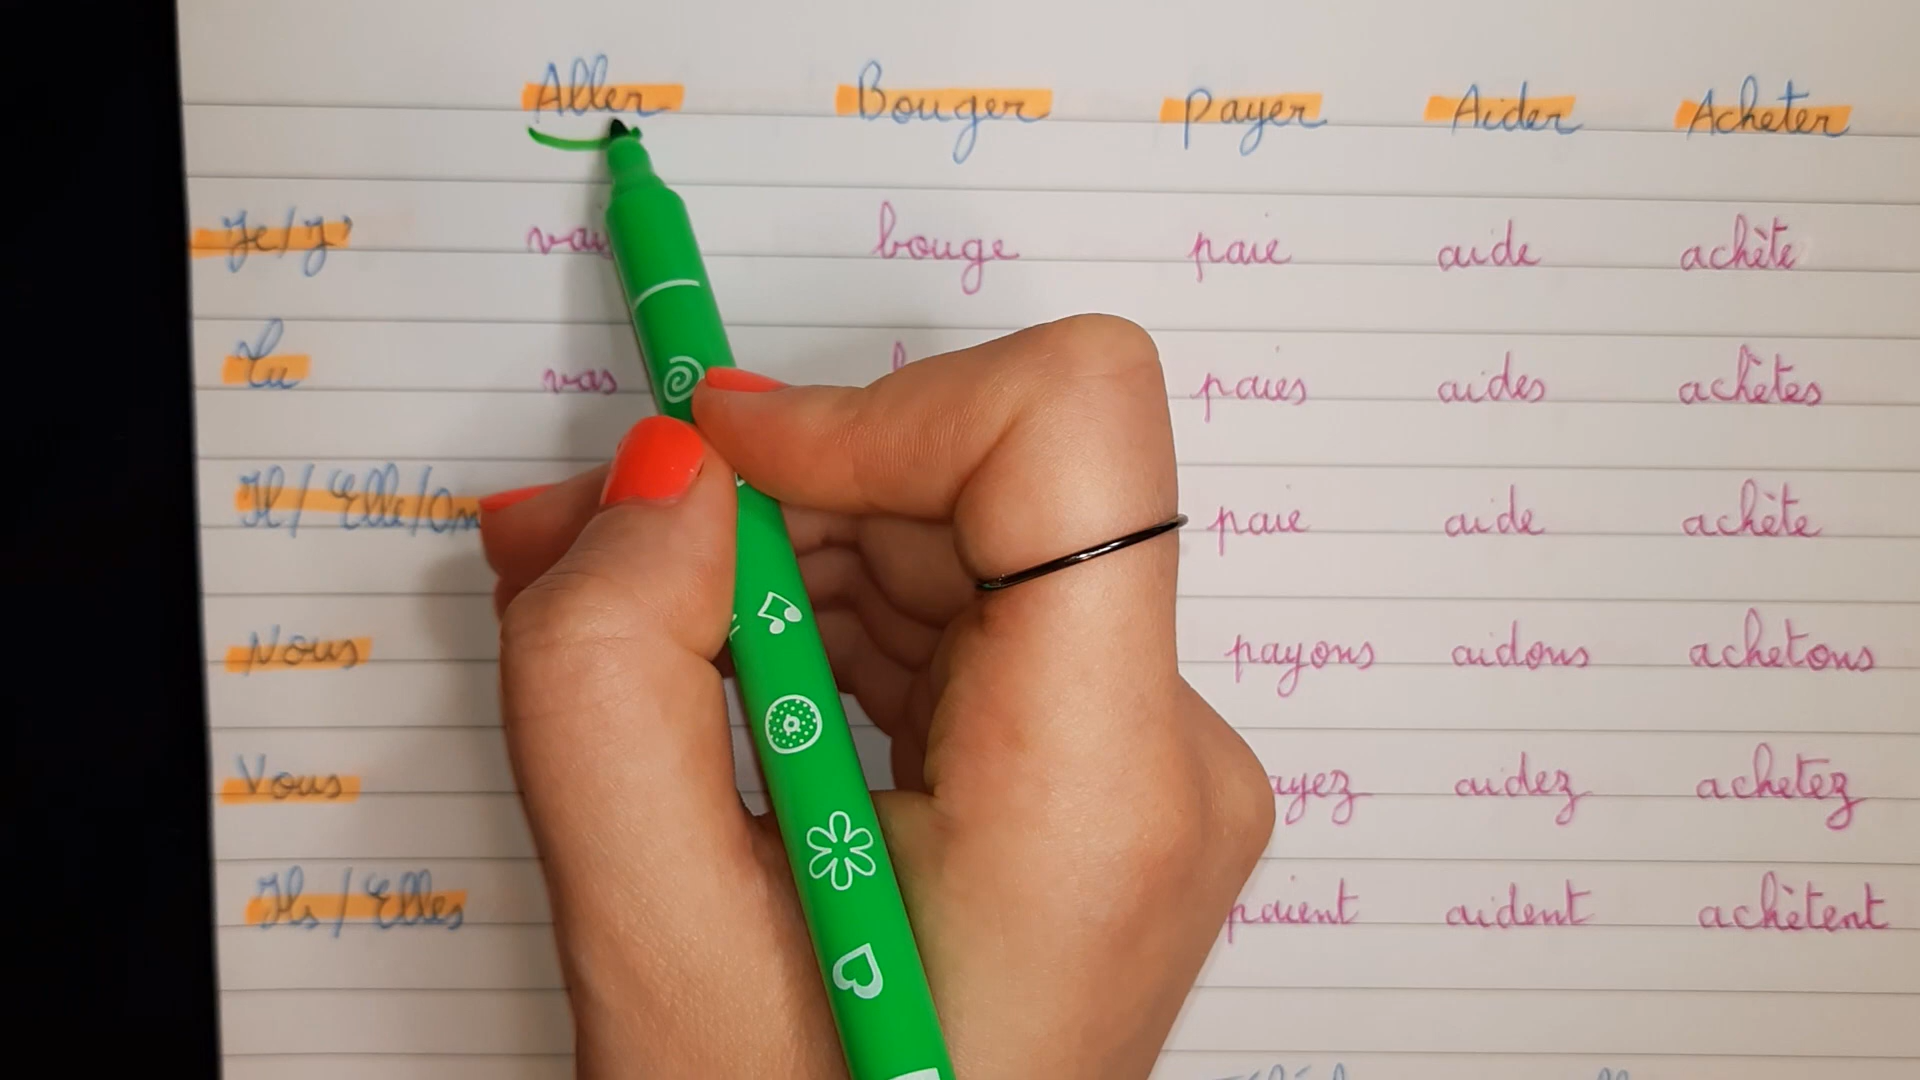 Aller Bouger payer Aider Acheter
Je/J' vais bouge paie aide achète
Tu vas paies aides achètes
Il/Elle/On paie aide achète
Nous payons aidons achetons
Vous ayez aidez achetez
Ils/Elles paient aident achètent